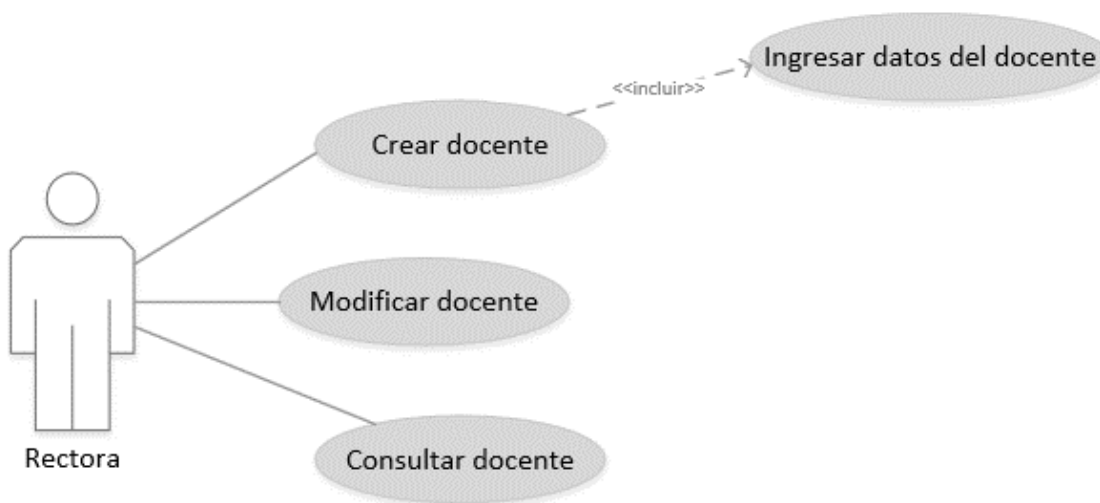 Ingresar datos del docente
<<incluir>>
Crear docente
Modificar docente
Consultar docente
Rectora